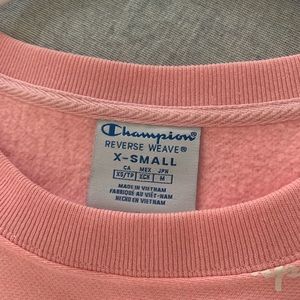 Champion®
REVERSE WEAVE®
X-SMALL
CA MEX JPN
XS/TP XCH M
MADE IN VIETNAM
FABRIQUÉ AU VIÊT-NAM
HECHO EN VIETNAM